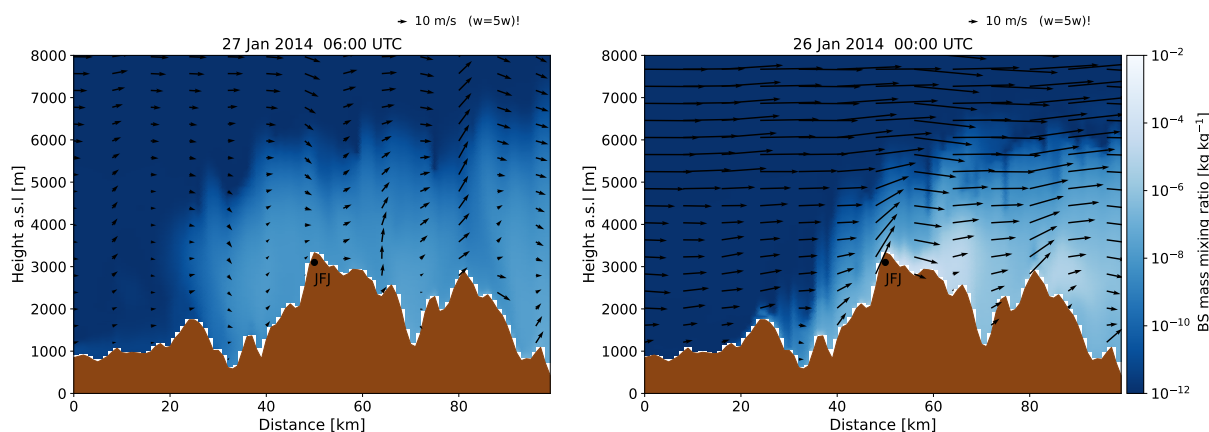 10 m/s (w=5w)!
27 Jan 2014 06:00 UTC
8000
7000
6000
5000
4000
3000
2000
1000
0
Height a.s.l [m]
JFJ
0 20 40 60 80
Distance [km]
10 m/s (w=5w)!
26 Jan 2014 00:00 UTC
8000
7000
6000
5000
4000
3000
2000
1000
0
Height a.s.l [m]
JFJ
0 20 40 60 80
Distance [km]
10⁻²
10⁻⁴
10⁻⁶
10⁻⁸
10⁻¹⁰
10⁻¹²
BS mass mixing ratio [kg kg⁻¹]